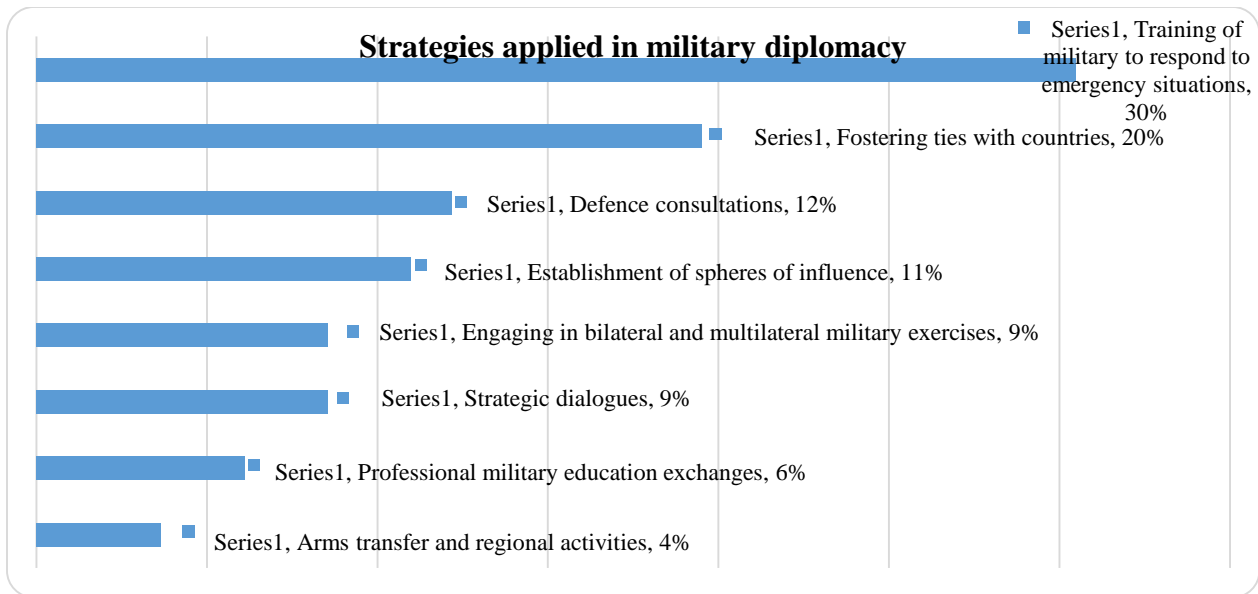 Strategies applied in military diplomacy
Series1, Training of
military to respond to
emergency situations,
30%
Series1, Fostering ties with countries, 20%
Series1, Defence consultations, 12%
Series1, Establishment of spheres of influence, 11%
Series1, Engaging in bilateral and multilateral military exercises, 9%
Series1, Strategic dialogues, 9%
Series1, Professional military education exchanges, 6%
Series1, Arms transfer and regional activities, 4%